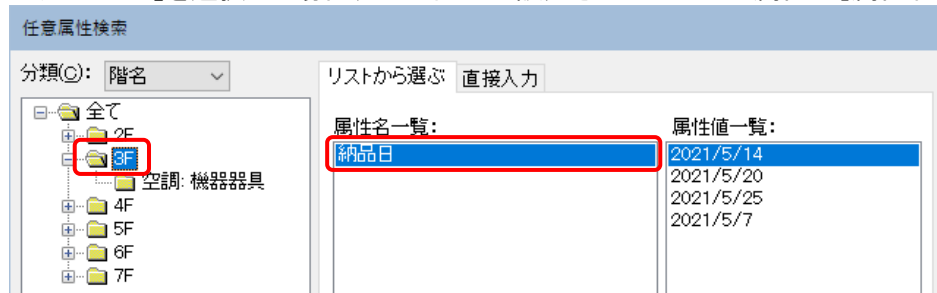 任意属性検索
分類(C): 階名
リストから選ぶ 直接入力
全て
2F
3F
空調: 機器器具
4F
5F
6F
7F
属性名一覧:
納品日
属性値一覧:
2021/5/14
2021/5/20
2021/5/25
2021/5/7